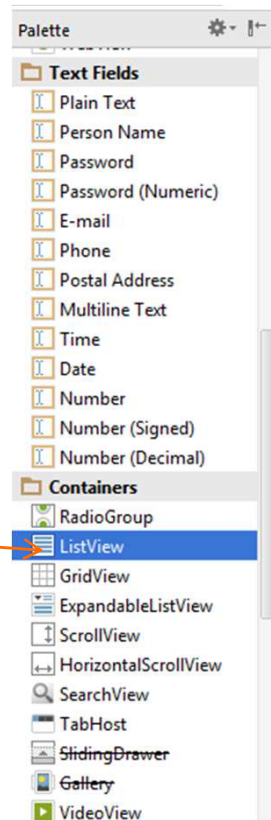 Palette
Text Fields
Plain Text
Person Name
Password
Password (Numeric)
E-mail
Phone
Postal Address
Multiline Text
Time
Date
Number
Number (Signed)
Number (Decimal)
Containers
RadioGroup
ListView
GridView
ExpandableListView
ScrollView
HorizontalScrollView
SearchView
TabHost
SlidingDrawer
Gallery
VideoView